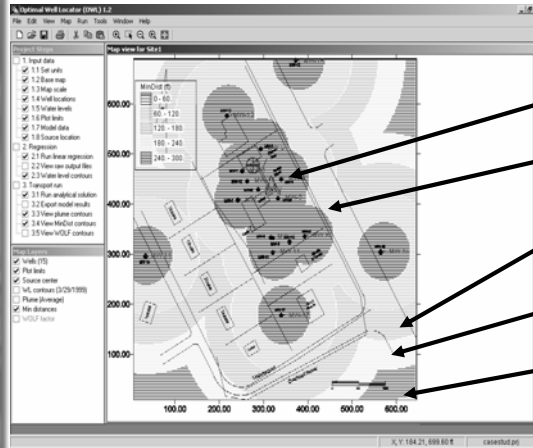 Optimal Well Locator (OWL) 1.2
File Edit View Map Run Tools Window Help
Project Steps
1. Input data
1.1 Set units
1.2 Base map
1.3 Map scale
1.4 Well locations
1.5 Water levels
1.6 Plot limits
1.7 Model data
1.8 Source location
2. Regression
2.1 Run linear regression
2.2 View raw output files
2.3 Water level contours
3. Transport run
3.1 Run analytical solution
3.2 Export model results
3.3 View plume contours
3.4 View MinDist contours
3.5 View WOLF contours
Map Layers
Wells (15)
Plot limits
Source center
WL contours (3/29/1999)
Plume (Average)
Min distances
WOLF factor
Map view for Site1
MinDist (ft)
0 - 60.
60. - 120.
120. - 180.
180. - 240.
240. - 300.
600.00
500.00
400.00
300.00
200.00
100.00
100.00 200.00 300.00 400.00 500.00 600.00
X, Y: 184.21, 699.60 ft
casestud.prj